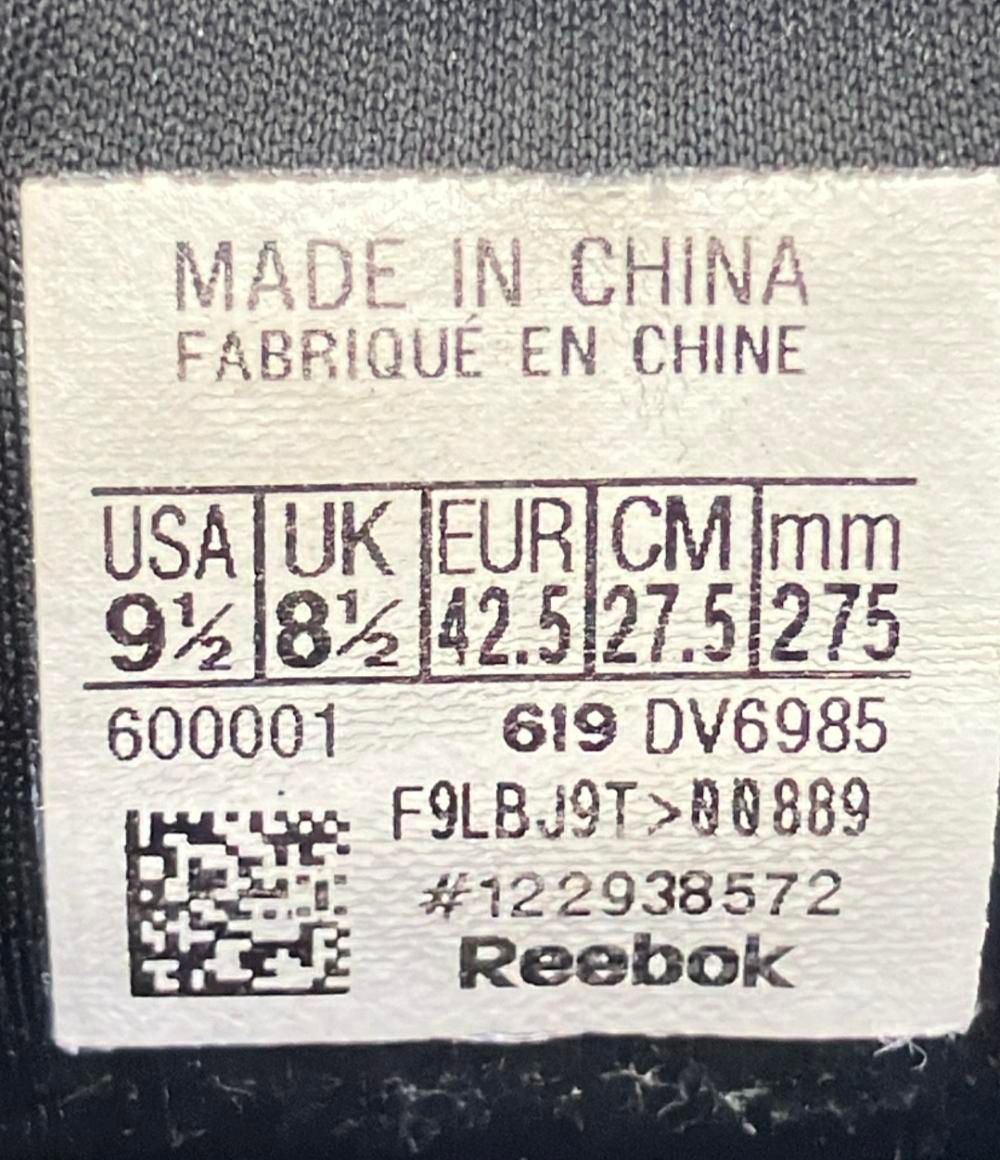 MADE IN CHINA
FABRIQUÉ EN CHINE
USA UK EUR CM mm
9½ 8½ 42.5 27.5 275
600001 619 DV6985
F9LBJ9T>00889
#122938572
Reebok